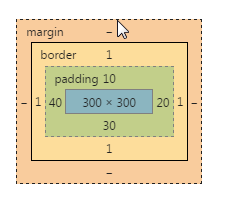 margin –
border 1
padding 10
– 1 40 300 × 300 20 1 –
30
1
–